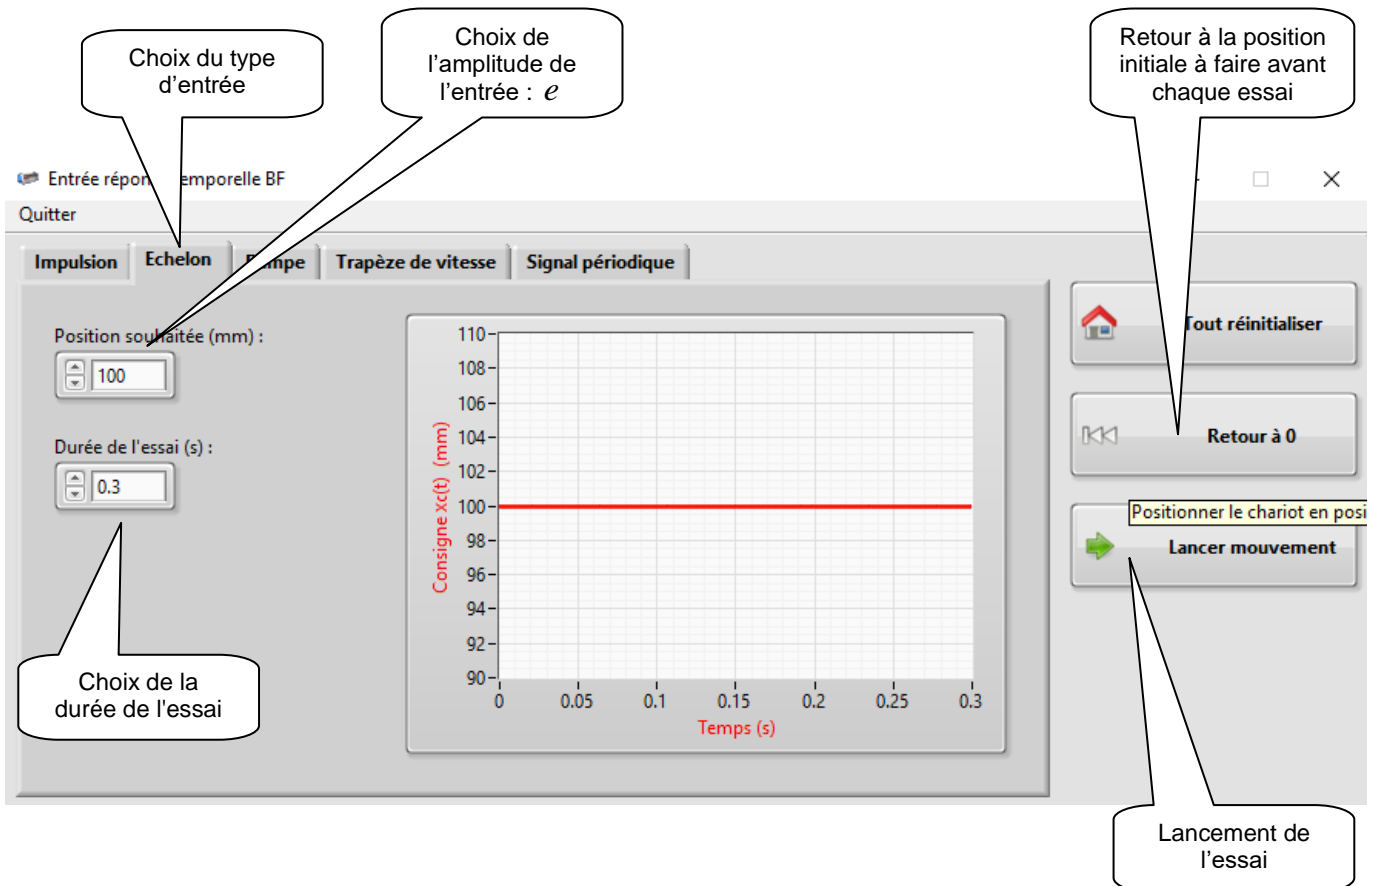 Choix du type
d'entrée
Choix de
l'amplitude de
l'entrée : e
Retour à la position
initiale à faire avant
chaque essai
Entrée répon emporelle BF
Quitter
Impulsion Echelon mpe Trapèze de vitesse Signal périodique
Position souhaitée (mm) :
100
Durée de l'essai (s) :
0.3
Choix de la
durée de l'essai
110
108
106
104
102
100
98
96
94
92
90
Consigne xc(t) (mm)
0 0.05 0.1 0.15 0.2 0.25 0.3
Temps (s)
Tout réinitialiser
Retour à 0
Positionner le chariot en posi
Lancer mouvement
Lancement de
l'essai